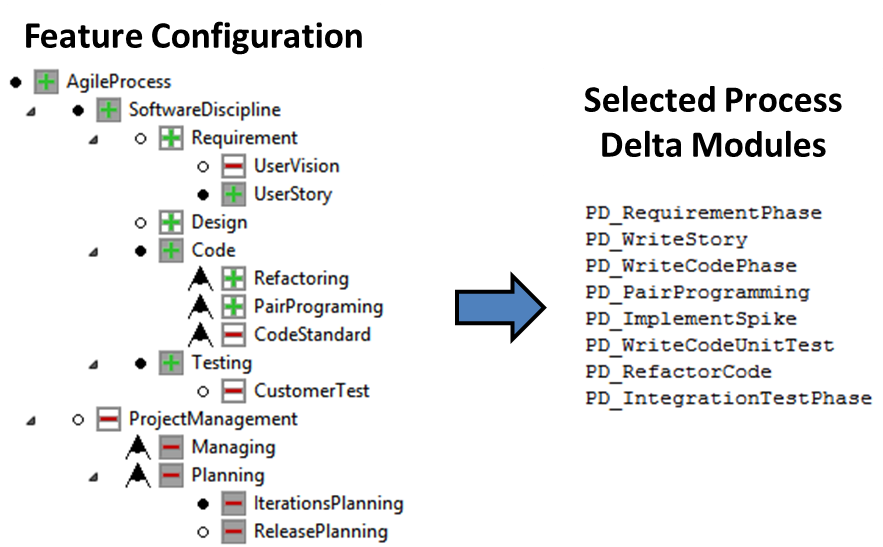 Feature Configuration
AgileProcess
SoftwareDiscipline
Requirement
UserVision
UserStory
Design
Code
Refactoring
PairPrograming
CodeStandard
Testing
CustomerTest
ProjectManagement
Managing
Planning
IterationsPlanning
ReleasePlanning
Selected Process
Delta Modules
PD_RequirementPhase
PD_WriteStory
PD_WriteCodePhase
PD_PairProgramming
PD_ImplementSpike
PD_WriteCodeUnitTest
PD_RefactorCode
PD_IntegrationTestPhase